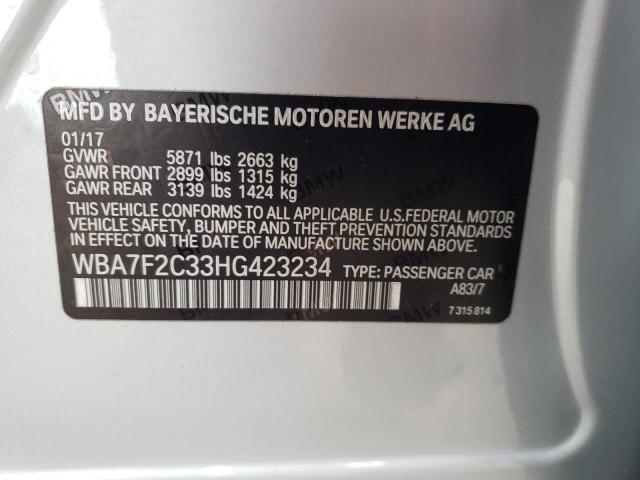 MFD BY BAYERISCHE MOTOREN WERKE AG
01/17
GVWR 5871 lbs 2663 kg
GAWR FRONT 2899 lbs 1315 kg
GAWR REAR 3139 lbs 1424 kg
THIS VEHICLE CONFORMS TO ALL APPLICABLE U.S.FEDERAL MOTOR
VEHICLE SAFETY, BUMPER AND THEFT PREVENTION STANDARDS IN
EFFECT ON THE DATE OF MANUFACTURE SHOWN ABOVE.
WBA7F2C33HG423234 TYPE: PASSENGER CAR
A83/7
7 315 814